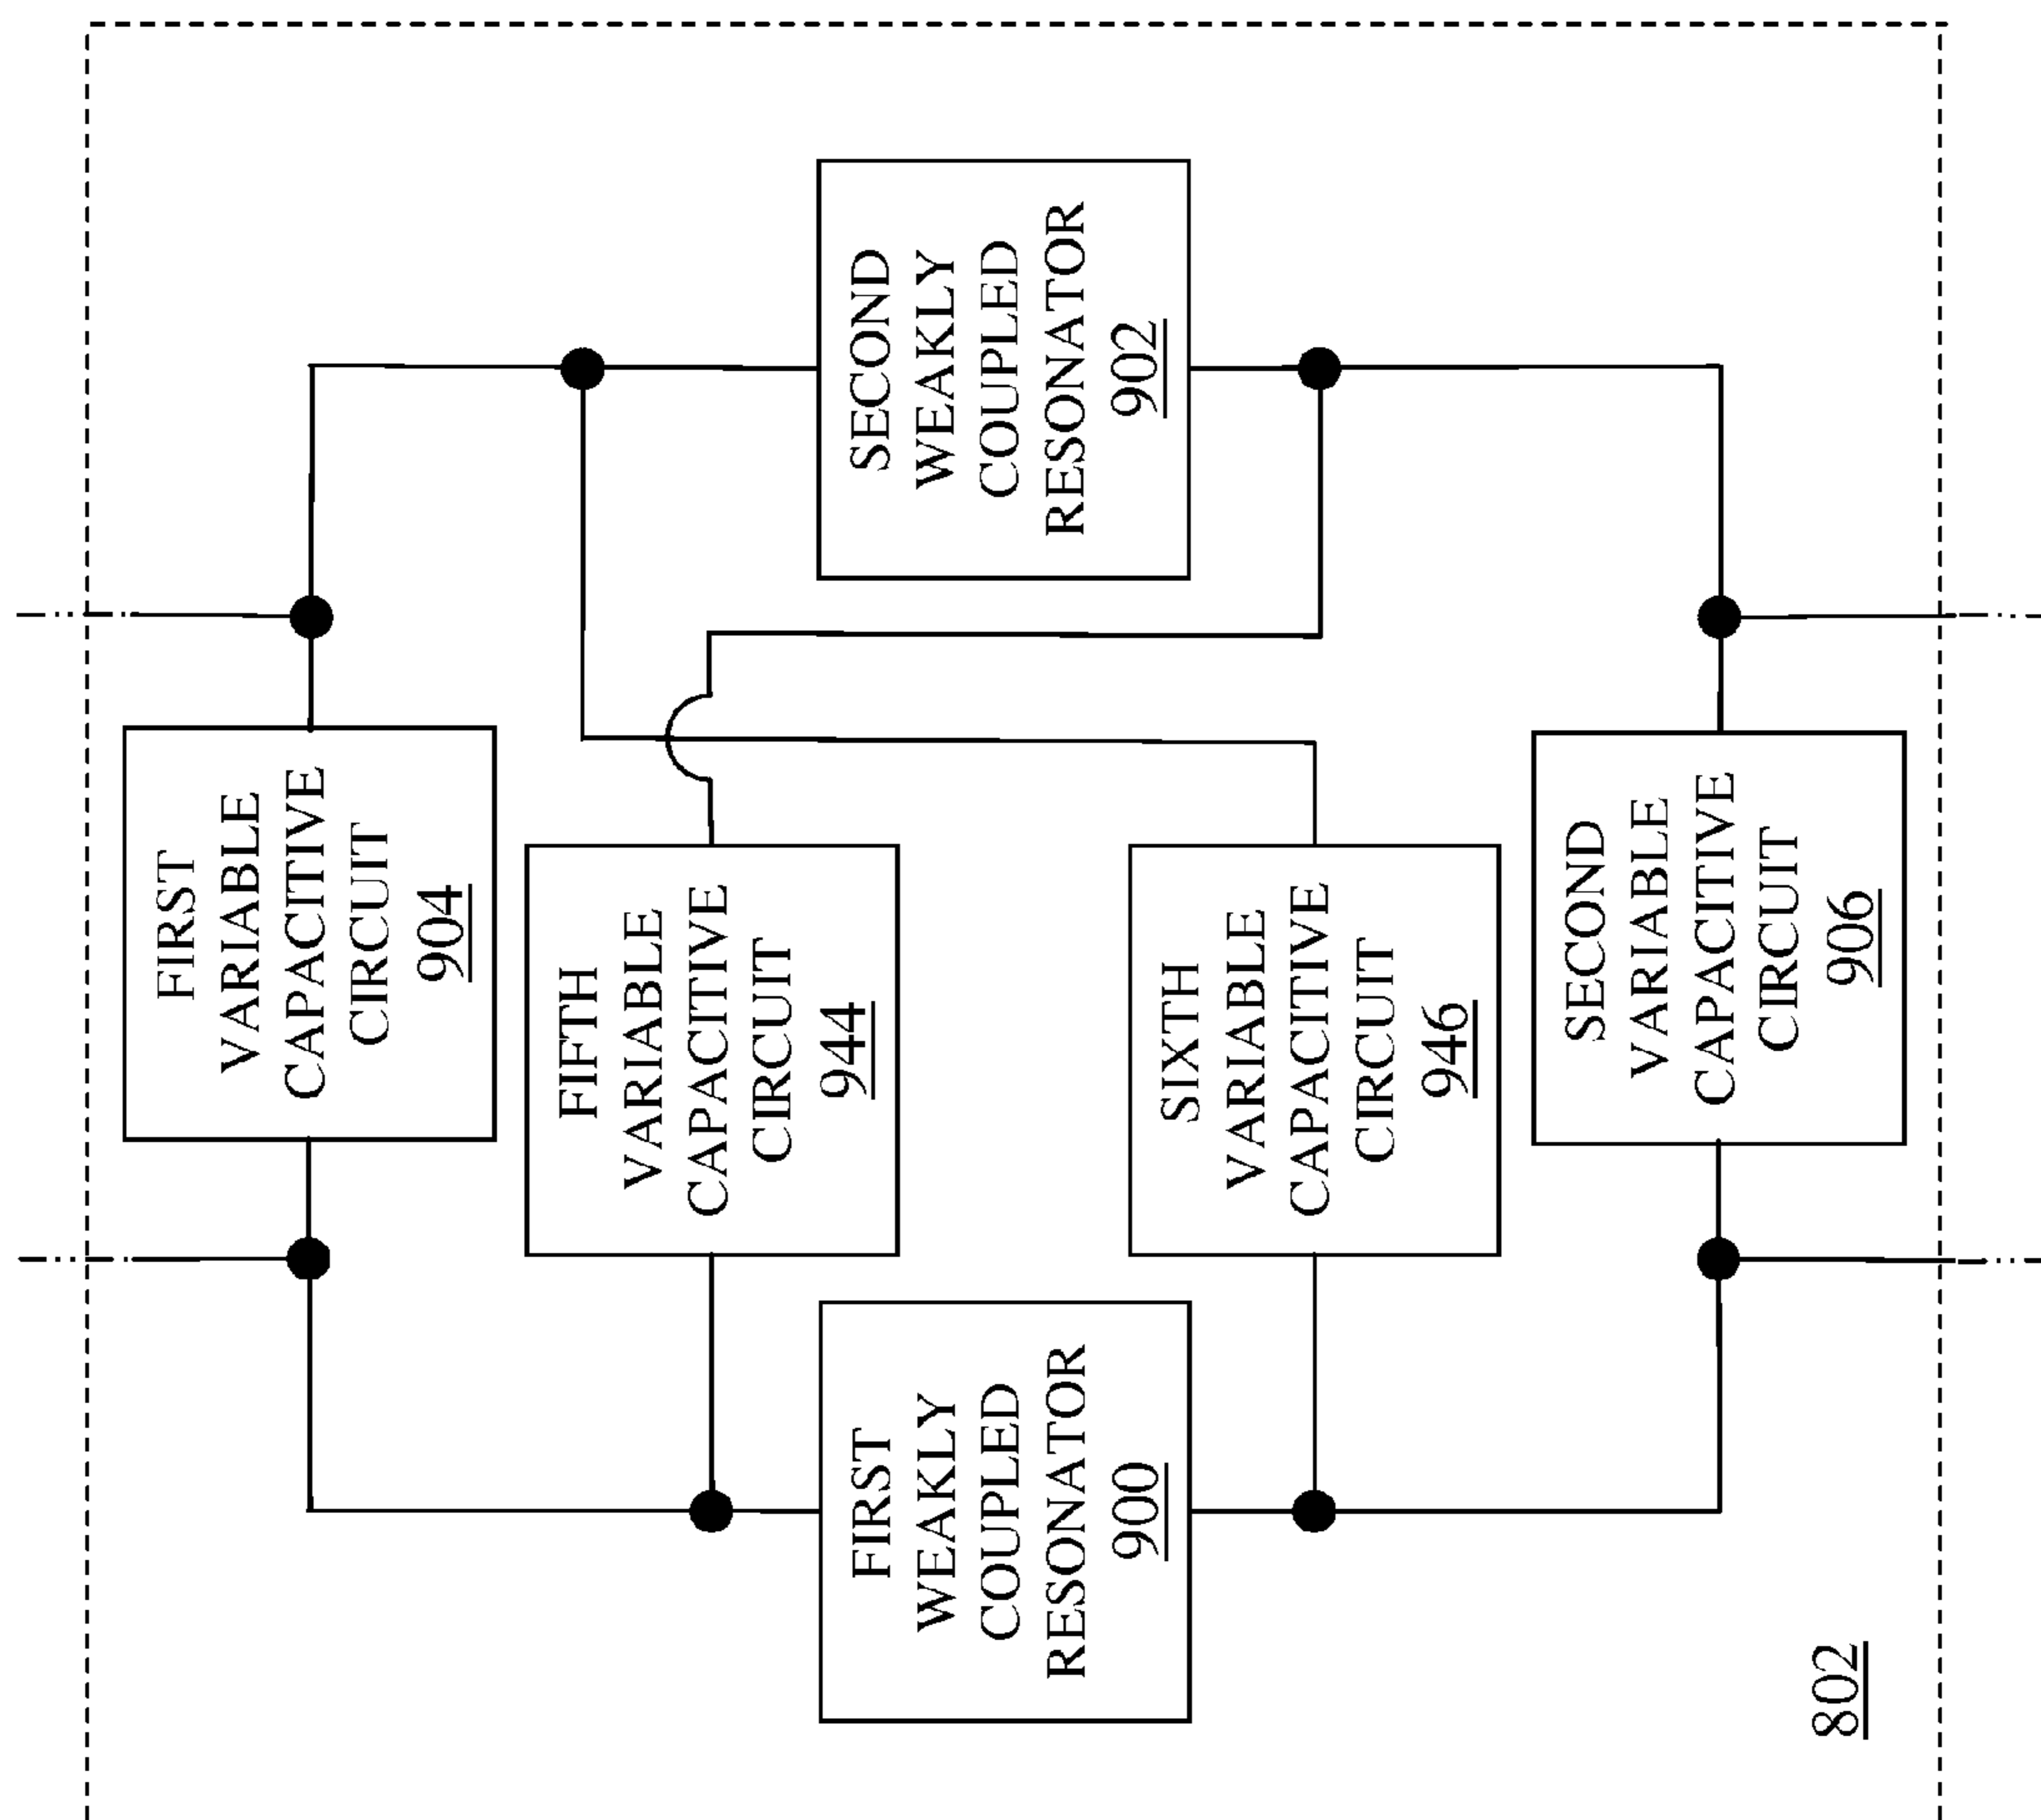 FIRST
VARIABLE
CAPACITIVE
CIRCUIT
904
FIFTH
VARIABLE
CAPACITIVE
CIRCUIT
944
FIRST
WEAKLY
COUPLED
RESONATOR
900
SECOND
WEAKLY
COUPLED
RESONATOR
902
SIXTH
VARIABLE
CAPACITIVE
CIRCUIT
946
SECOND
VARIABLE
CAPACITIVE
CIRCUIT
906
802